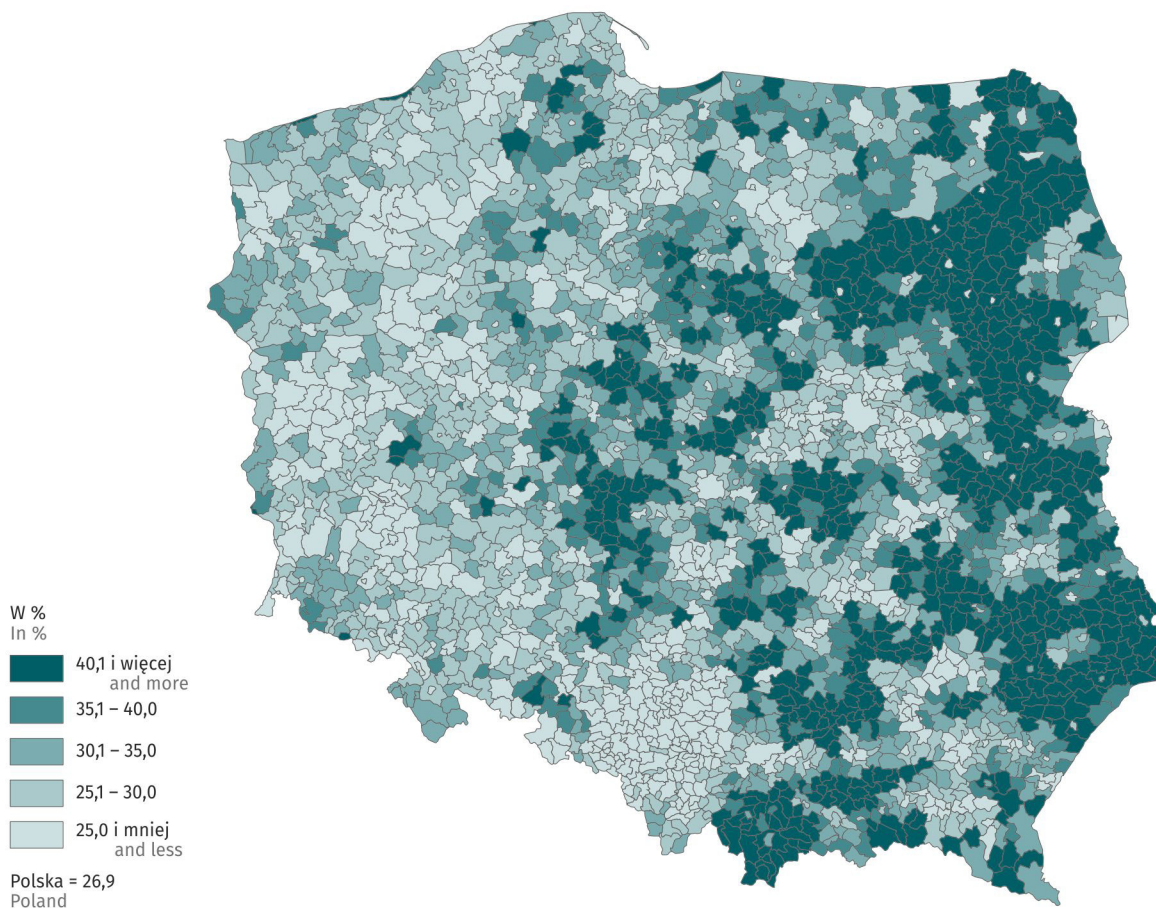 W %
In %
40,1 i więcej
and more
35,1 – 40,0
30,1 – 35,0
25,1 – 30,0
25,0 i mniej
and less
Polska = 26,9
Poland